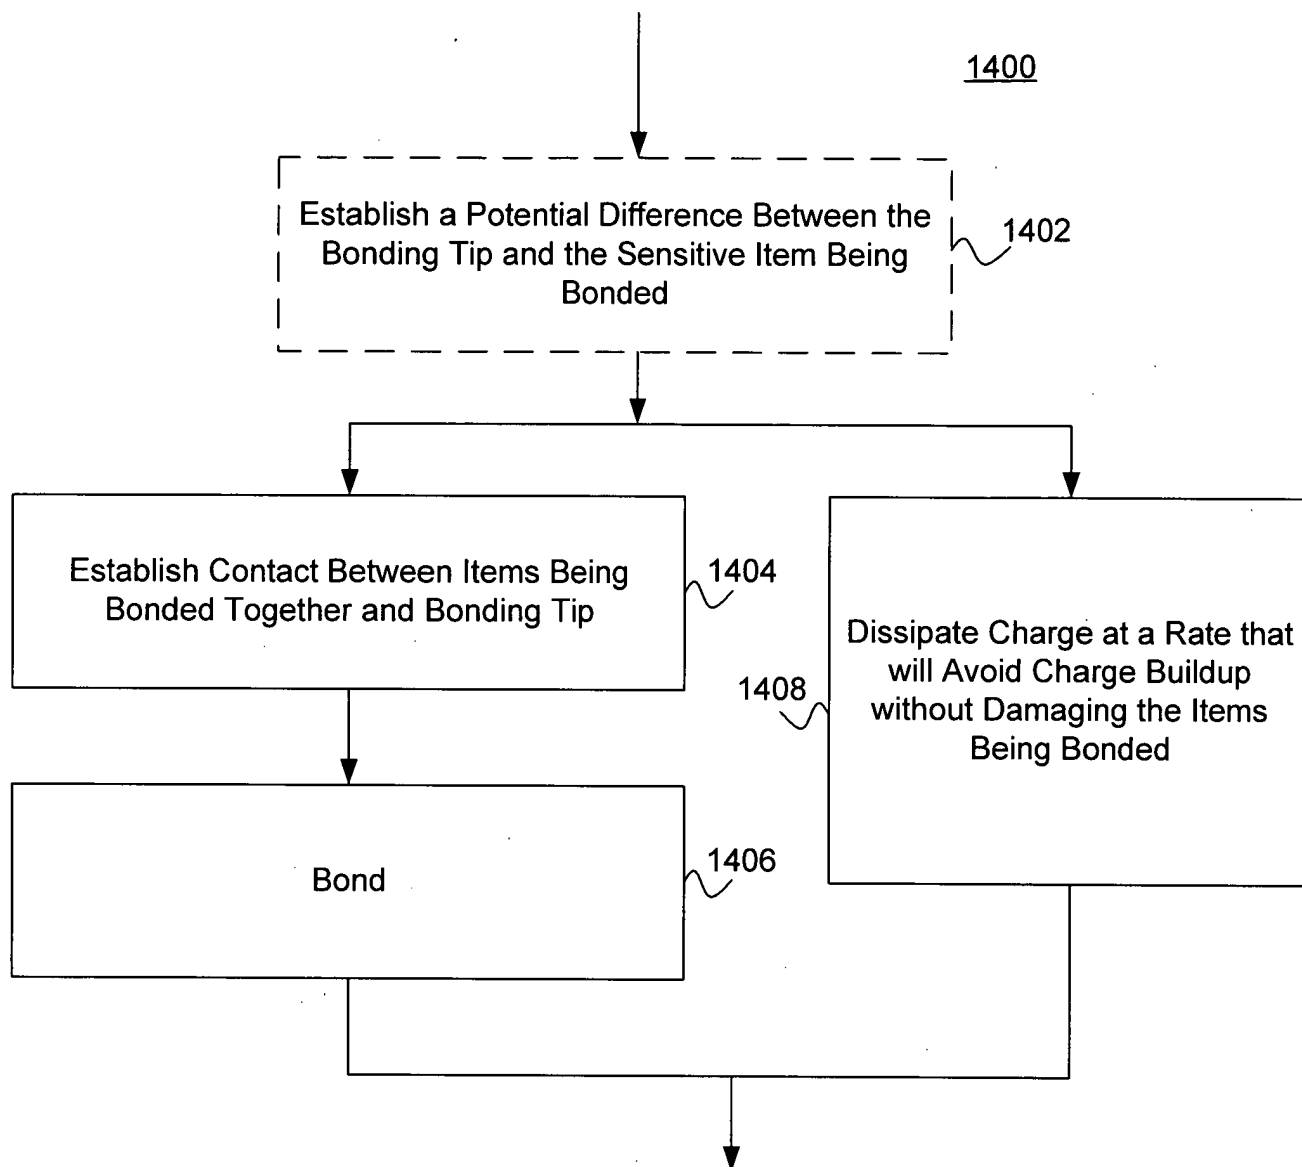 1400
Establish a Potential Difference Between the
Bonding Tip and the Sensitive Item Being
Bonded
1402
Establish Contact Between Items Being
Bonded Together and Bonding Tip
1404
Bond
1406
Dissipate Charge at a Rate that
will Avoid Charge Buildup
without Damaging the Items
Being Bonded
1408